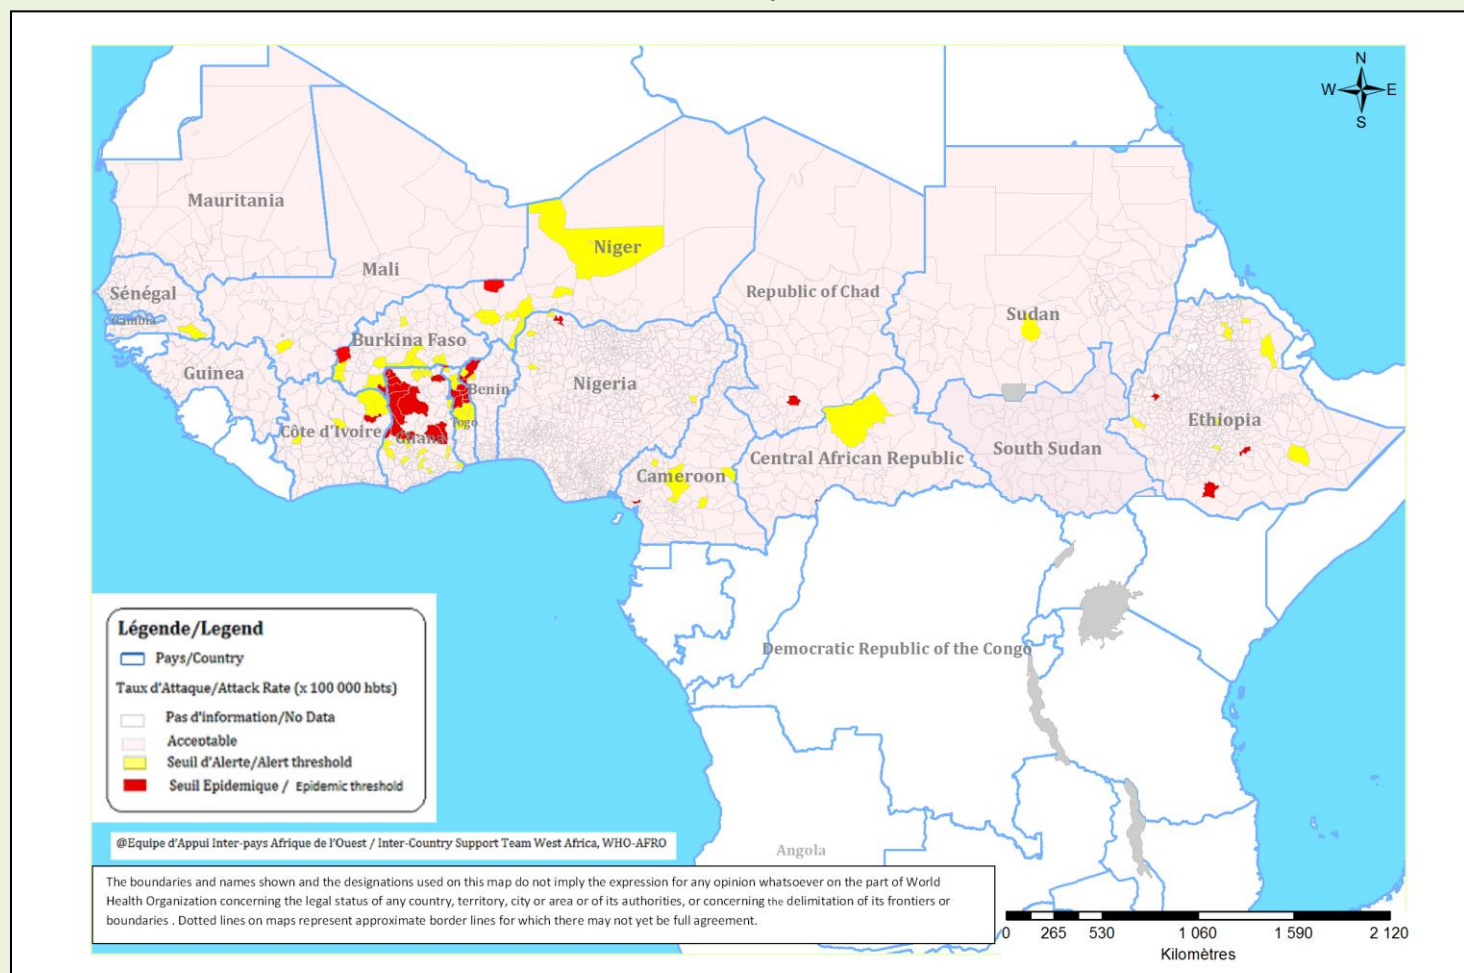 N
W
E
S
Mauritania
Niger
Mali
Sénégal
Gambia
Republic of Chad
Sudan
Burkina Faso
Guinea
Nigeria
Benin
Ethiopia
Togo
Côte d'Ivoire
Ghana
South Sudan
Central African Republic
Cameroon
Democratic Republic of the Congo
Angola
Légende/Legend
Pays/Country
Taux d'Attaque/Attack Rate (x 100 000 hbts)
Pas d'information/No Data
Acceptable
Seuil d'Alerte/Alert threshold
Seuil Epidemique / Epidemic threshold
@Equipe d'Appui Inter-pays Afrique de l'Ouest / Inter-Country Support Team West Africa, WHO-AFRO
The boundaries and names shown and the designations used on this map do not imply the expression for any opinion whatsoever on the part of World
Health Organization concerning the legal status of any country, territory, city or area or of its authorities, or concerning the delimitation of its frontiers or
boundaries . Dotted lines on maps represent approximate border lines for which there may not yet be full agreement.
0 265 530 1 060 1 590 2 120
Kilomètres